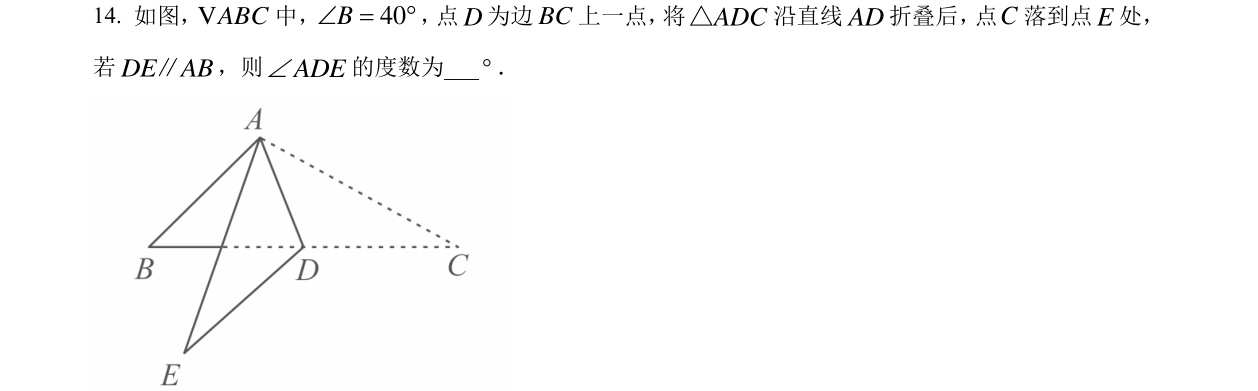 14. 如图，VABC 中，∠B = 40°，点 D 为边 BC 上一点，将 △ADC 沿直线 AD 折叠后，点 C 落到点 E 处，
若 DE∥AB，则 ∠ADE 的度数为___°．
A
B
D
C
E